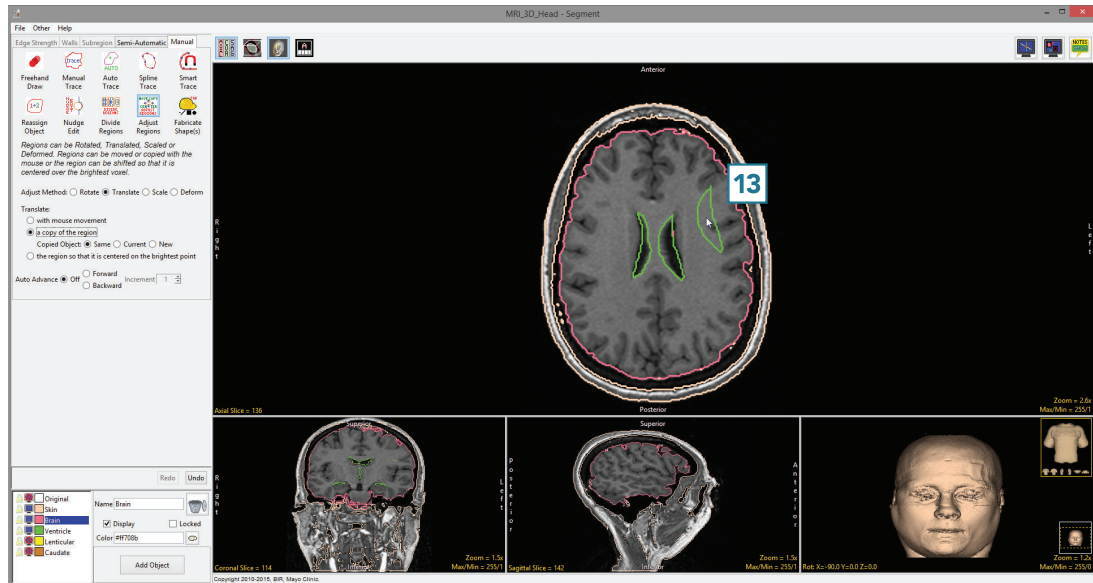 MRI_3D_Head - Segment
File Other Help
Edge Strength Walls Subregion Semi-Automatic Manual
trace
AUTO
Freehand Draw
Manual Trace
Auto Trace
Spline Trace
Smart Trace
1+2
Reassign Object
Nudge Edit
Divide Regions
Adjust Regions
Fabricate Shape(s)
Regions can be Rotated, Translated, Scaled or
Deformed. Regions can be moved or copied with the
mouse or the region can be shifted so that it is
centered over the brightest voxel.
Adjust Method: Rotate Translate Scale Deform
Translate:
with mouse movement
a copy of the region
Copied Object: Same Current New
the region so that it is centered on the brightest point
Auto Advance Off Forward Backward Increment 1
Redo Undo
Original
Skin
Brain
Ventricle
Lenticular
Caudate
Name Brain
Display Locked
Color #ff708b
Add Object
NOTES
Anterior
Right
Left
13
Axial Slice = 136
Posterior
Zoom = 2.6x
Max/Min = 255/1
Superior
Right
Left
Coronal Slice = 114
Inferior
Zoom = 1.5x
Max/Min = 255/1
Superior
Posterior
Anterior
Sagittal Slice = 142
Inferior
Zoom = 1.5x
Max/Min = 255/1
Rot: X=-90.0 Y=0.0 Z=0.0
Zoom = 1.2x
Max/Min = 255/0
Copyright 2010-2015, BIR, Mayo Clinic